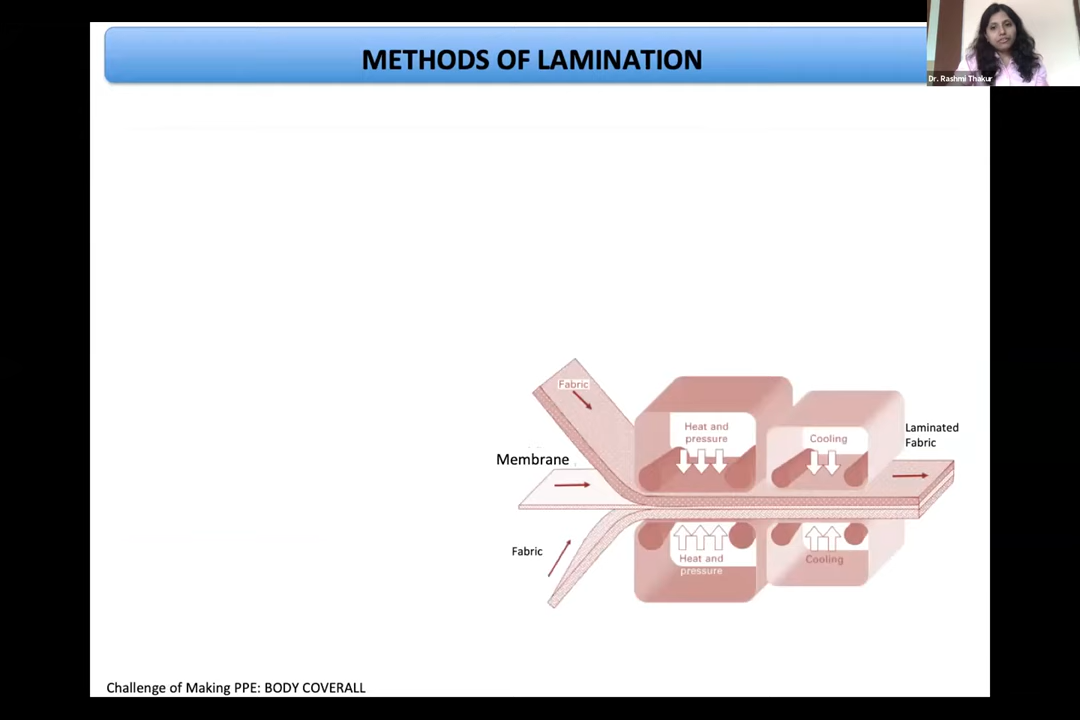 METHODS OF LAMINATION
Dr. Rashmi Thakur
Fabric
Heat and
pressure
Cooling
Laminated
Fabric
Membrane
Fabric
Heat and
pressure
Cooling
Challenge of Making PPE: BODY COVERALL